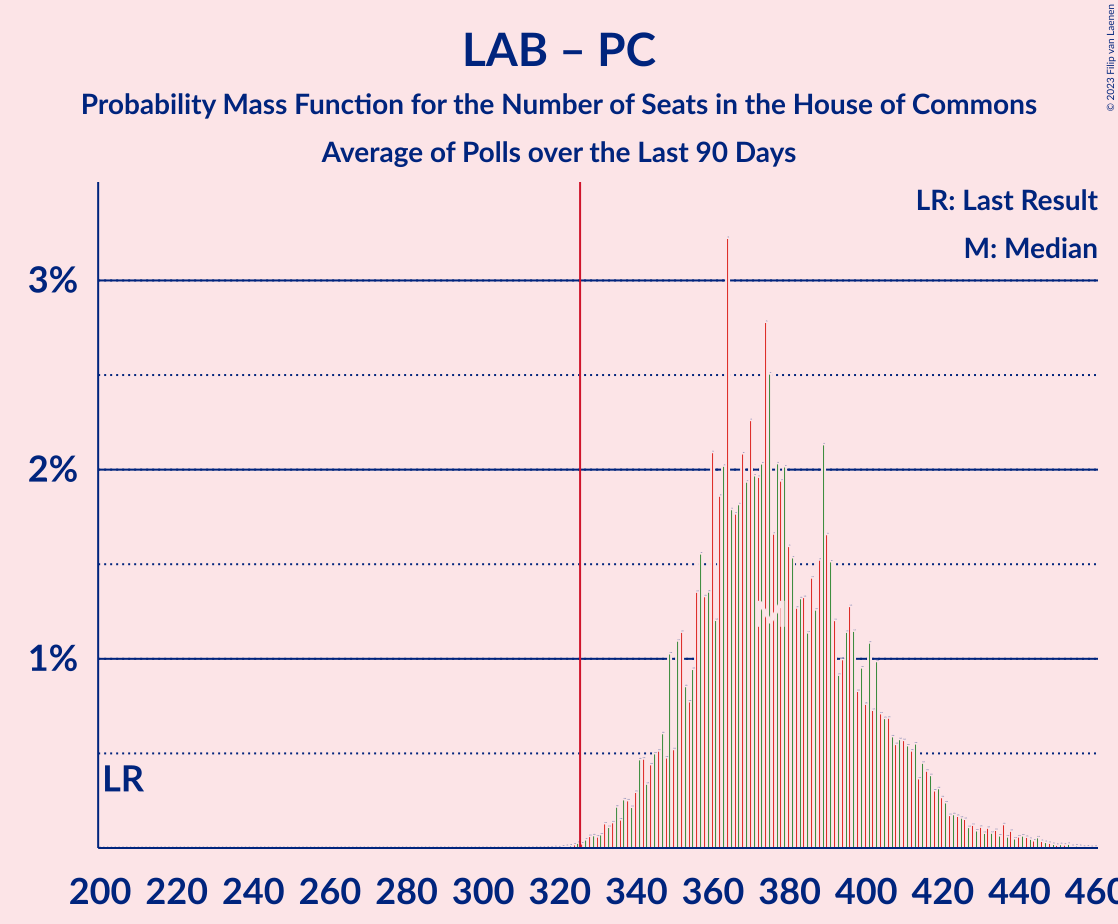 LAB – PC
Probability Mass Function for the Number of Seats in the House of Commons
Average of Polls over the Last 90 Days
© 2023 Filip van Laenen
LR: Last Result
M: Median
3%
2%
1%
LR
M
200 220 240 260 280 300 320 340 360 380 400 420 440 460